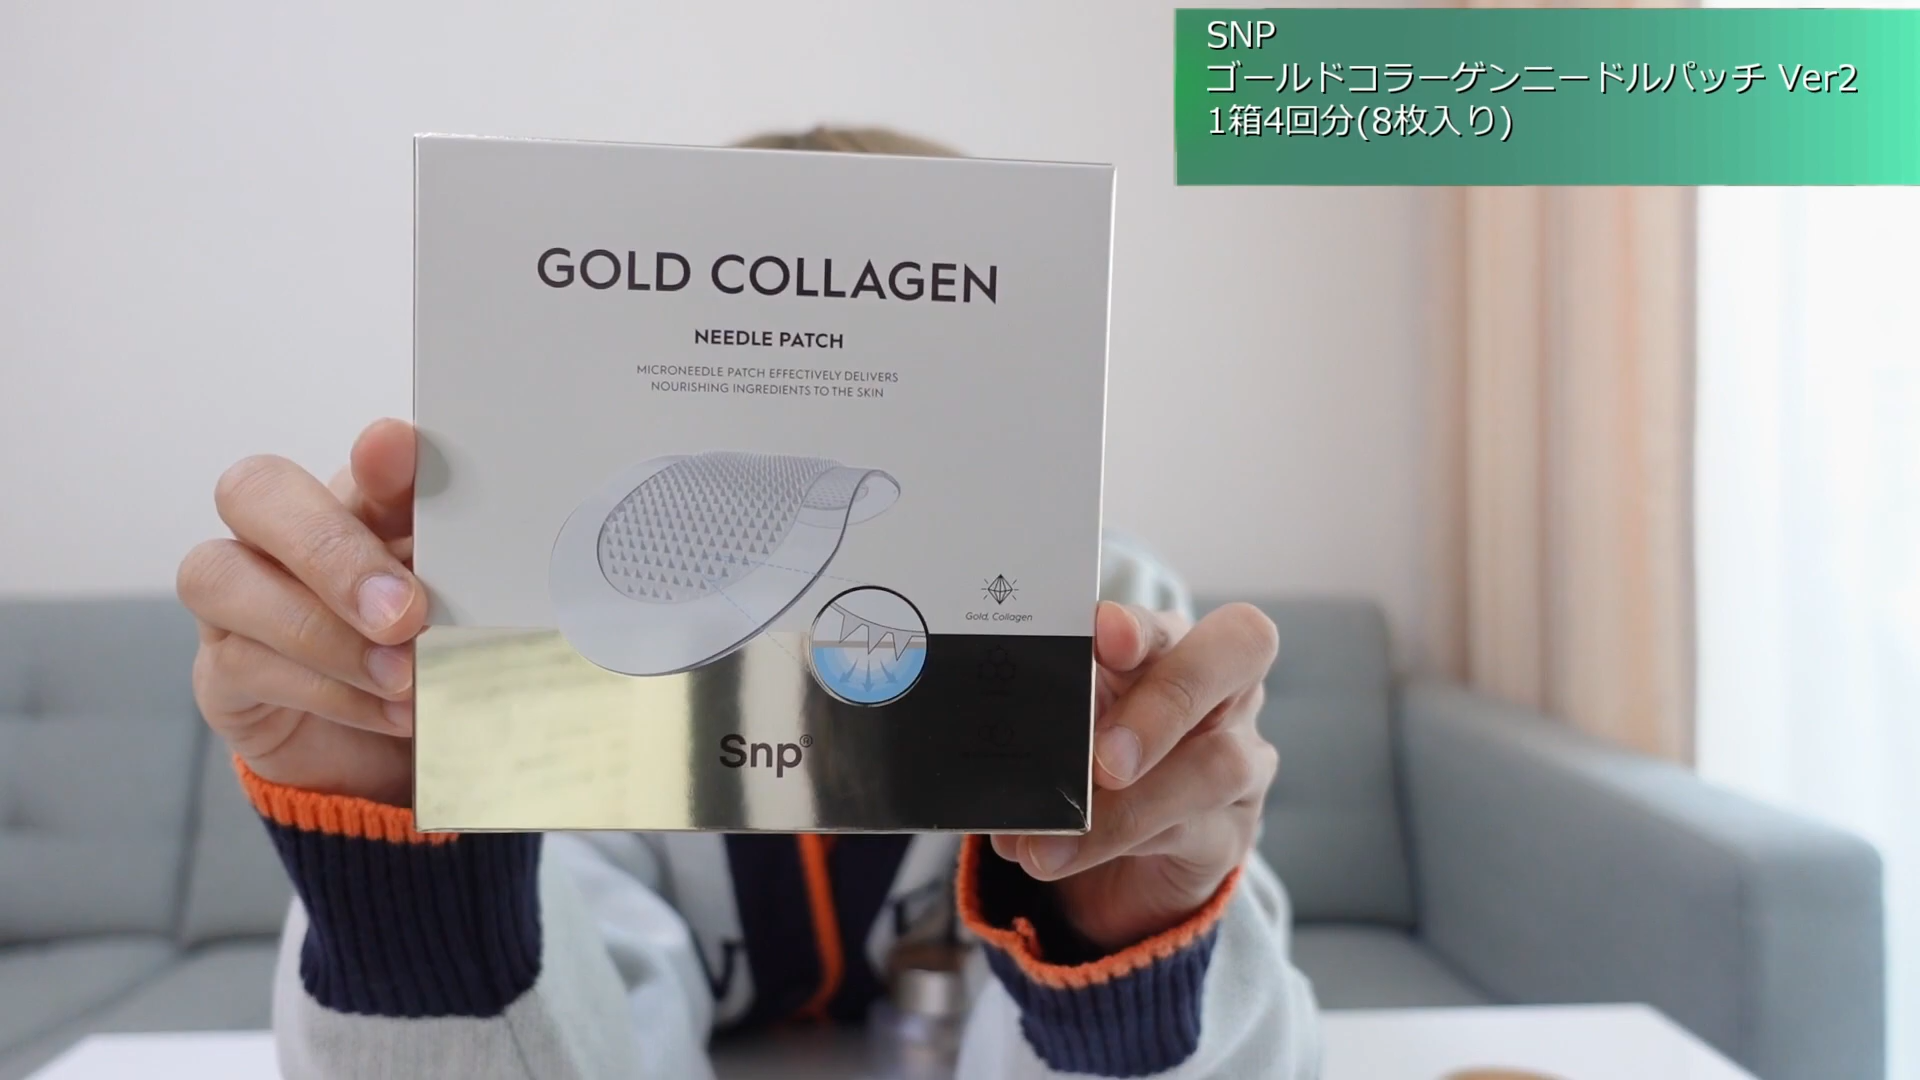 SNP
ゴールドコラーゲンニードルパッチ Ver2
1箱4回分(8枚入り)
GOLD COLLAGEN
NEEDLE PATCH
MICRONEEDLE PATCH EFFECTIVELY DELIVERS
NOURISHING INGREDIENTS TO THE SKIN
Gold, Collagen
Snp®